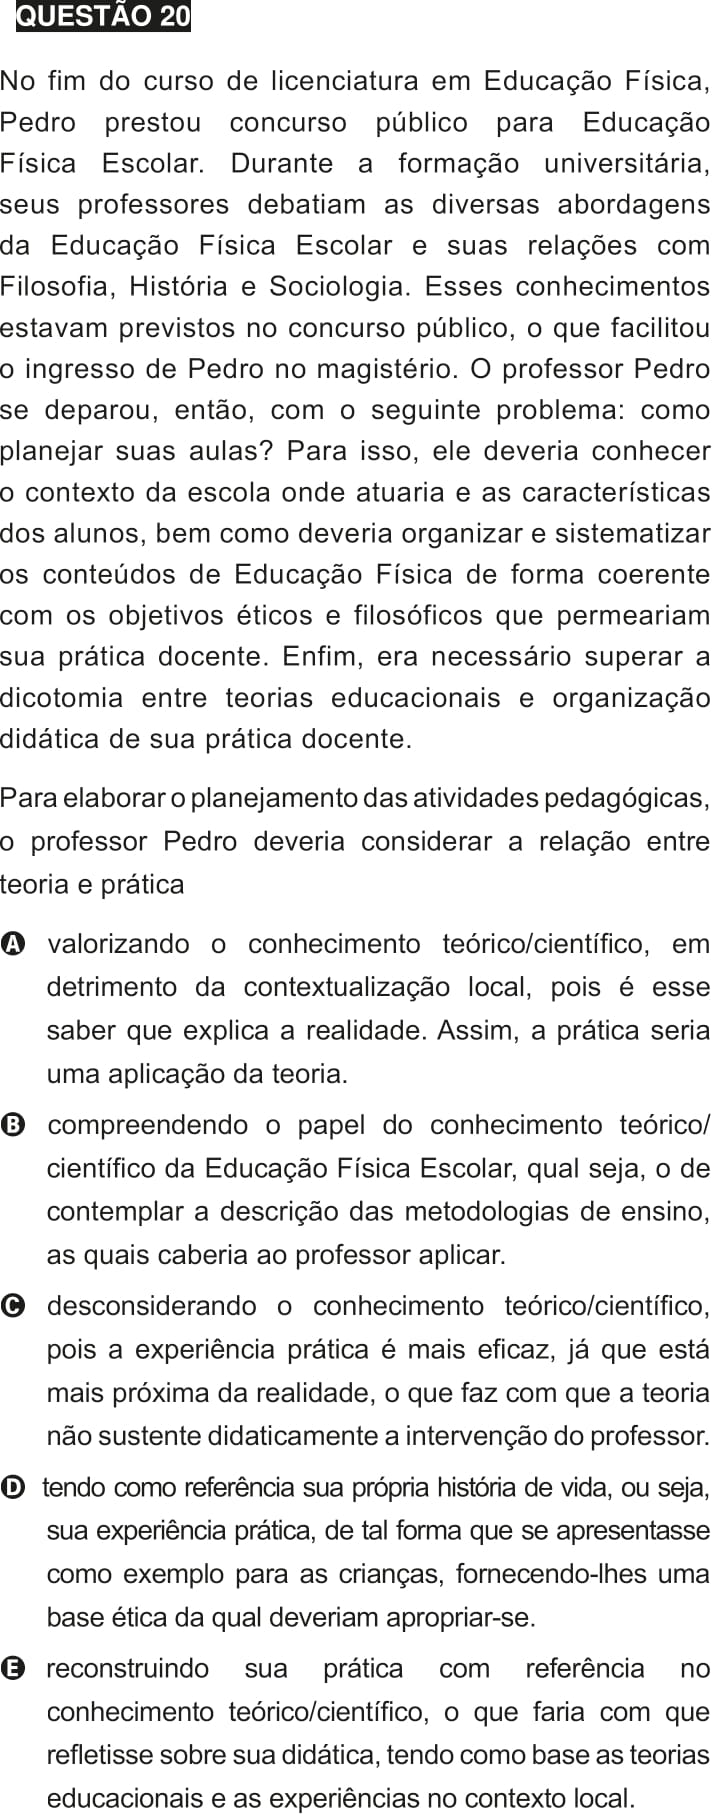 QUESTÃO 20
No fim do curso de licenciatura em Educação Física,
Pedro prestou concurso público para Educação
Física Escolar. Durante a formação universitária,
seus professores debatiam as diversas abordagens
da Educação Física Escolar e suas relações com
Filosofia, História e Sociologia. Esses conhecimentos
estavam previstos no concurso público, o que facilitou
o ingresso de Pedro no magistério. O professor Pedro
se deparou, então, com o seguinte problema: como
planejar suas aulas? Para isso, ele deveria conhecer
o contexto da escola onde atuaria e as características
dos alunos, bem como deveria organizar e sistematizar
os conteúdos de Educação Física de forma coerente
com os objetivos éticos e filosóficos que permeariam
sua prática docente. Enfim, era necessário superar a
dicotomia entre teorias educacionais e organização
didática de sua prática docente.
Para elaborar o planejamento das atividades pedagógicas,
o professor Pedro deveria considerar a relação entre
teoria e prática
A valorizando o conhecimento teórico/científico, em
detrimento da contextualização local, pois é esse
saber que explica a realidade. Assim, a prática seria
uma aplicação da teoria.
B compreendendo o papel do conhecimento teórico/
científico da Educação Física Escolar, qual seja, o de
contemplar a descrição das metodologias de ensino,
as quais caberia ao professor aplicar.
C desconsiderando o conhecimento teórico/científico,
pois a experiência prática é mais eficaz, já que está
mais próxima da realidade, o que faz com que a teoria
não sustente didaticamente a intervenção do professor.
D tendo como referência sua própria história de vida, ou seja,
sua experiência prática, de tal forma que se apresentasse
como exemplo para as crianças, fornecendo-lhes uma
base ética da qual deveriam apropriar-se.
E reconstruindo sua prática com referência no
conhecimento teórico/científico, o que faria com que
refletisse sobre sua didática, tendo como base as teorias
educacionais e as experiências no contexto local.